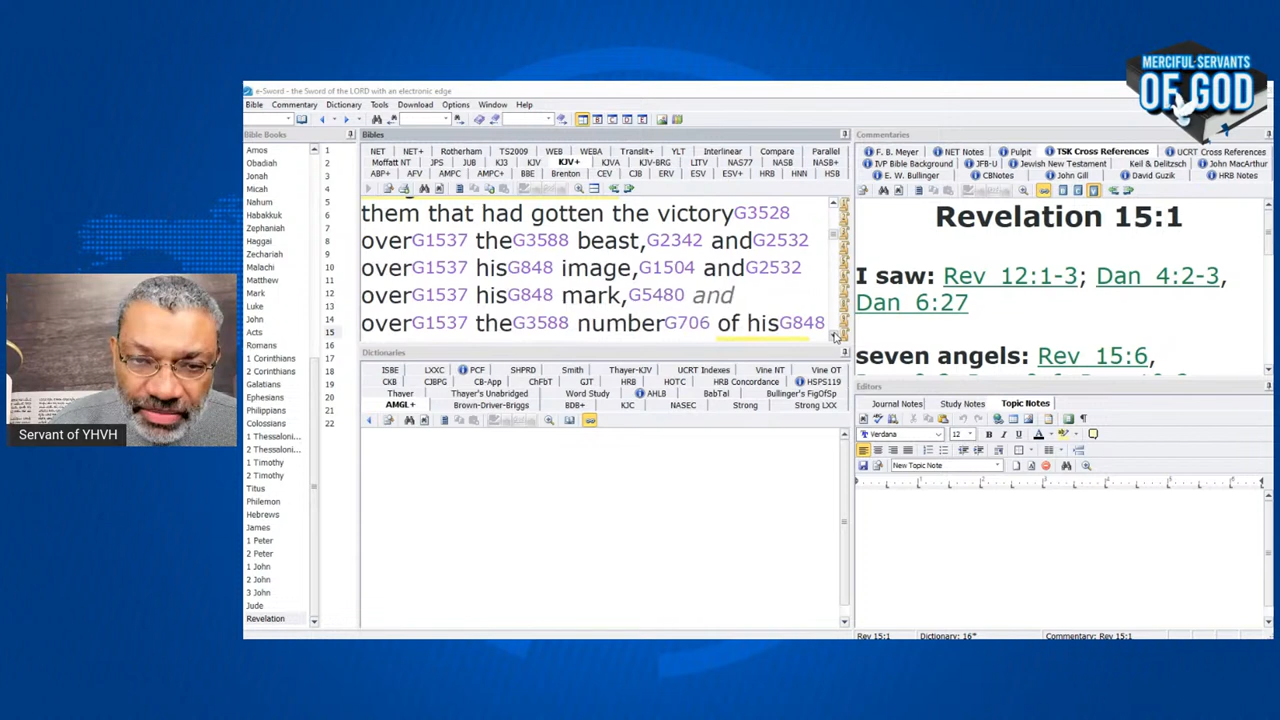 MERCIFUL-SERVANTS
OF GOD
e-Sword - the Sword of the LORD with an electronic edge
Bible Commentary Dictionary Tools Download Options Window Help
Bible Books
Amos
Obadiah
Jonah
Micah
Nahum
Habakkuk
Zephaniah
Haggai
Zechariah
Malachi
Matthew
Mark
Luke
John
Acts
Romans
1 Corinthians
2 Corinthians
Galatians
Ephesians
Philippians
Colossians
1 Thessaloni...
2 Thessaloni...
1 Timothy
2 Timothy
Titus
Philemon
Hebrews
James
1 Peter
2 Peter
1 John
2 John
3 John
Jude
Revelation
1
2
3
4
5
6
7
8
9
10
11
12
13
14
15
16
17
18
19
20
21
22
Bibles
NET NET+ Rotherham TS2009 WEB WEBA Translit+ YLT Interlinear Compare Parallel
Moffatt NT JPS JUB KJ3 KJV KJV+ KJVA KJV-BRG LITV NAS77 NASB NASB+
ABP+ AFV AMPC AMPC+ BBE Brenton CEV CJB ERV ESV ESV+ HRB HNN HSB
them that had gotten the victoryG3528
overG1537 theG3588 beast,G2342 andG2532
overG1537 hisG848 image,G1504 andG2532
overG1537 hisG848 mark,G5480 and
overG1537 theG3588 numberG706 of hisG848
Dictionaries
ISBE LXXC PCF SHPRD Smith Thayer-KJV UCRT Indexes Vine NT Vine OT
CKB CJBPG CB-App ChFbT GJT HRB HOTC HRB Concordance HSPS119
Thaver Thayer's Unabridged Word Study AHLB BabTal Bullinger's FigOfSp
AMGL+ Brown-Driver-Briggs BDB+ KJC NASEC Strong Strong LXX
Commentaries
F. B. Meyer NET Notes Pulpit TSK Cross References UCRT Cross References
IVP Bible Background JFB-U Jewish New Testament Keil & Delitzsch John MacArthur
E. W. Bullinger CBNotes John Gill David Guzik HRB Notes
Revelation 15:1
I saw: Rev 12:1-3; Dan 4:2-3,
Dan 6:27
seven angels: Rev 15:6,
Editors
Journal Notes Study Notes Topic Notes
Verdana 12
New Topic Note
1 2 3 4 5 6
Rev 15:1 Dictionary: 16* Commentary: Rev 15:1
Servant of YHVH